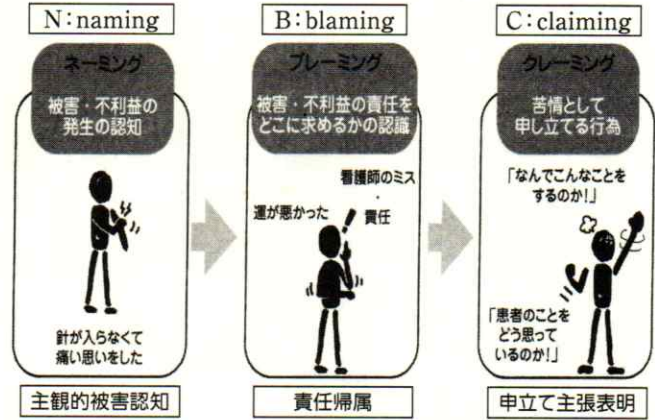 N:naming
ネーミング
被害・不利益の
発生の認知
針が入らなくて
痛い思いをした
主観的被害認知
B:blaming
ブレーミング
被害・不利益の責任を
どこに求めるかの認識
看護師のミス
・
責任
運が悪かった
責任帰属
C:claiming
クレーミング
苦情として
申し立てる行為
「なんでこんなことを
するのか!」
「患者のことを
どう思って
いるのか!」
申立て主張表明